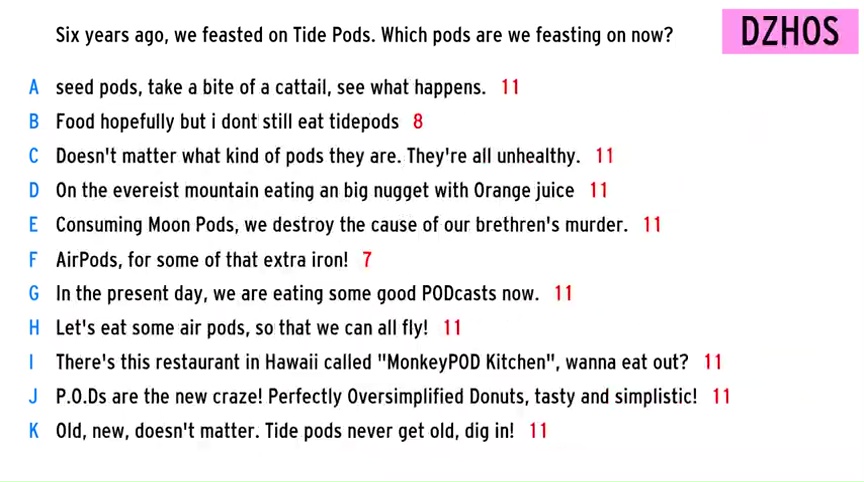 Six years ago, we feasted on Tide Pods. Which pods are we feasting on now?
DZHOS
A seed pods, take a bite of a cattail, see what happens. 11
B Food hopefully but i dont still eat tidepods 8
C Doesn't matter what kind of pods they are. They're all unhealthy. 11
D On the evereist mountain eating an big nugget with Orange juice 11
E Consuming Moon Pods, we destroy the cause of our brethren's murder. 11
F AirPods, for some of that extra iron! 7
G In the present day, we are eating some good PODcasts now. 11
H Let's eat some air pods, so that we can all fly! 11
I There's this restaurant in Hawaii called "MonkeyPOD Kitchen", wanna eat out? 11
J P.O.Ds are the new craze! Perfectly Oversimplified Donuts, tasty and simplistic! 11
K Old, new, doesn't matter. Tide pods never get old, dig in! 11